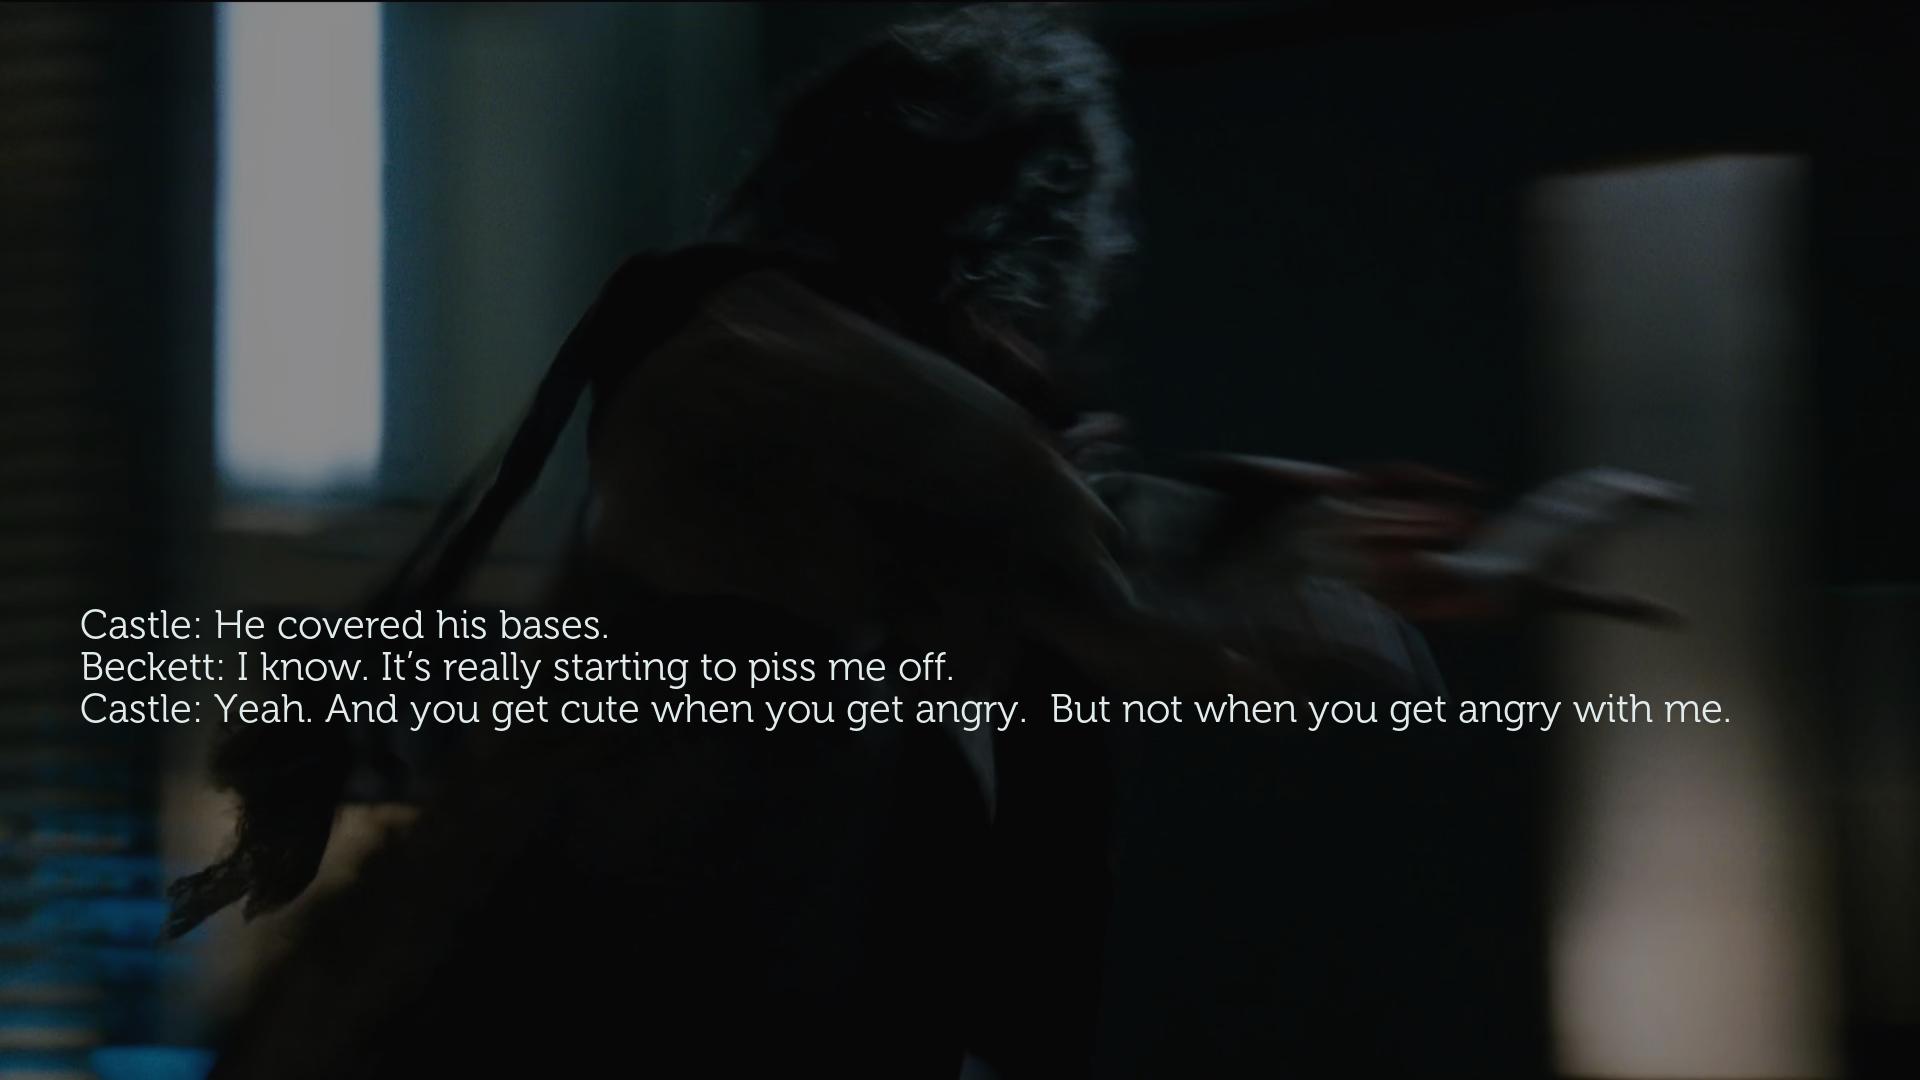 Castle: He covered his bases.
Beckett: I know. It’s really starting to piss me off.
Castle: Yeah. And you get cute when you get angry.  But not when you get angry with me.